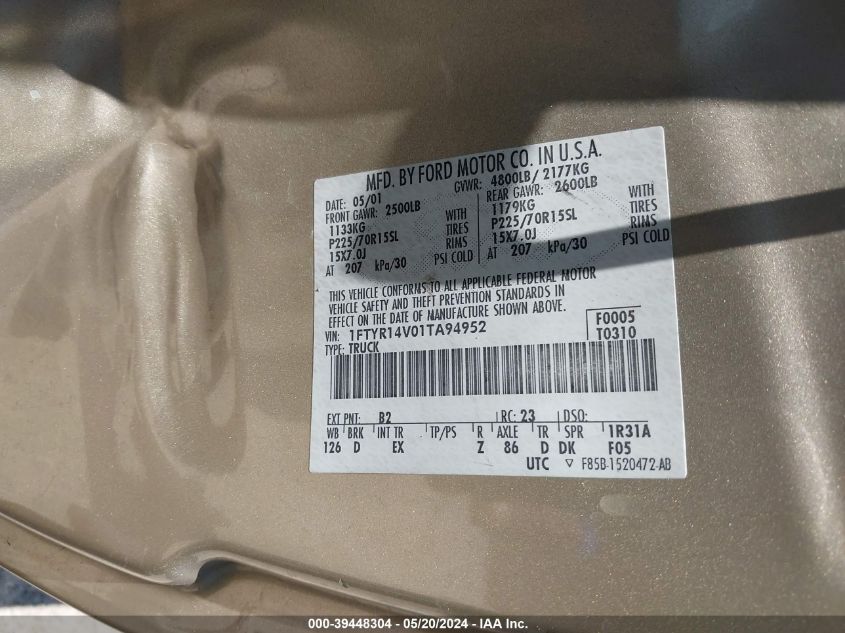 MFD. BY FORD MOTOR CO. IN U.S.A.
DATE: 05/01 GVWR: 4800LB/ 2177KG
FRONT GAWR: 2500LB REAR GAWR: 2600LB
1133KG WITH 1179KG WITH
P225/70R15SL TIRES P225/70R15SL TIRES
15X7.0J RIMS 15X7.0J RIMS
AT 207 kPa/30 PSI COLD AT 207 kPa/30 PSI COLD
THIS VEHICLE CONFORMS TO ALL APPLICABLE FEDERAL MOTOR
VEHICLE SAFETY AND THEFT PREVENTION STANDARDS IN
EFFECT ON THE DATE OF MANUFACTURE SHOWN ABOVE.
VIN: 1FTYR14V01TA94952 F0005
TYPE: TRUCK T0310
EXT PNT: B2 RC: 23 DSO:
WB BRK INT TR TP/PS R AXLE TR SPR 1R31A
126 D EX Z 86 D DK F05
UTC ▽ F85B-1520472-AB
000-39448304 - 05/20/2024 - IAA Inc.